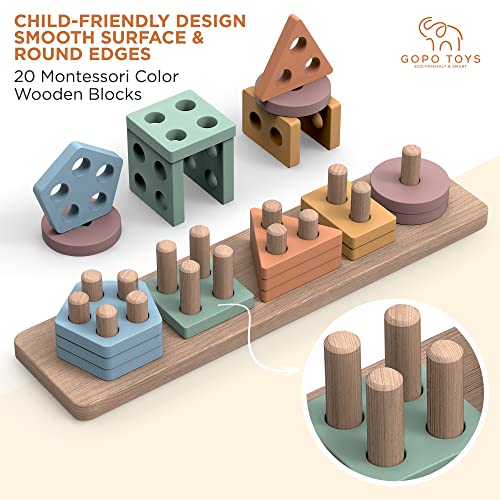 CHILD-FRIENDLY DESIGN
SMOOTH SURFACE &
ROUND EDGES
20 Montessori Color
Wooden Blocks
GOPO TOYS
ECO FRIENDLY & SMART